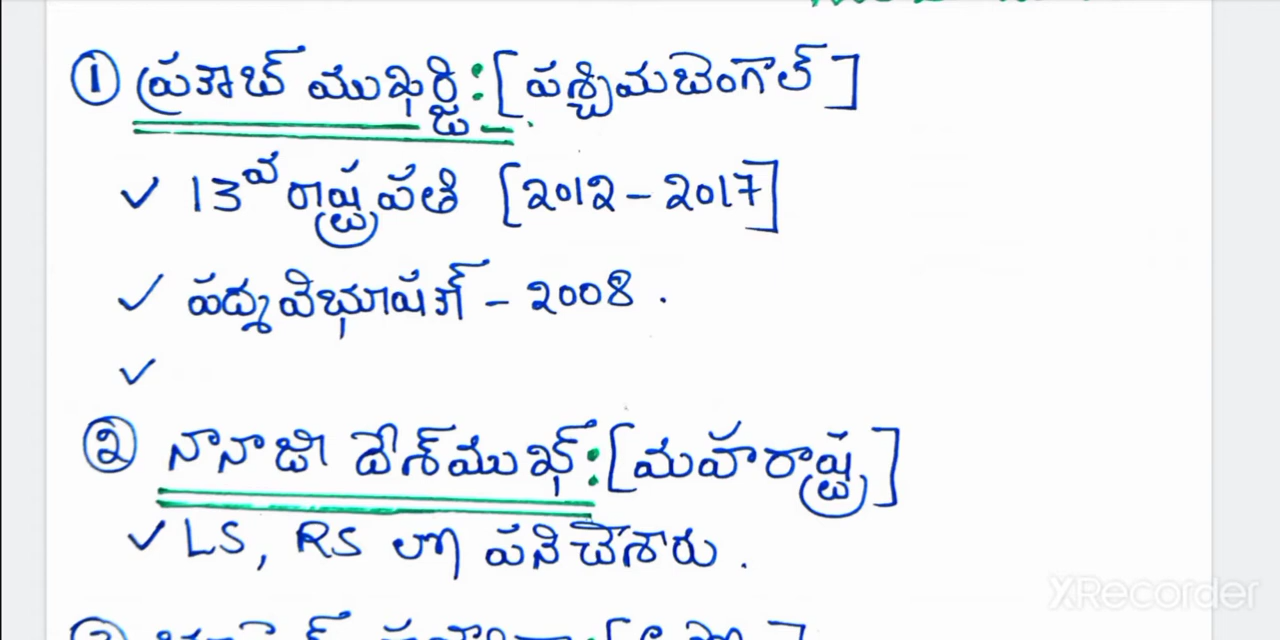 ① ప్రణబ్ ముఖర్జి: [పశ్చిమబెంగాల్]
✓ 13వ రాష్ట్రపతి [2012 - 2017]
✓ పద్మవిభూషణ్ - 2008 .
✓
② నానాజీ దేశ్‌ముఖ్: [మహారాష్ట్ర]
✓ LS, RS లో పనిచేశారు .
XRecorder